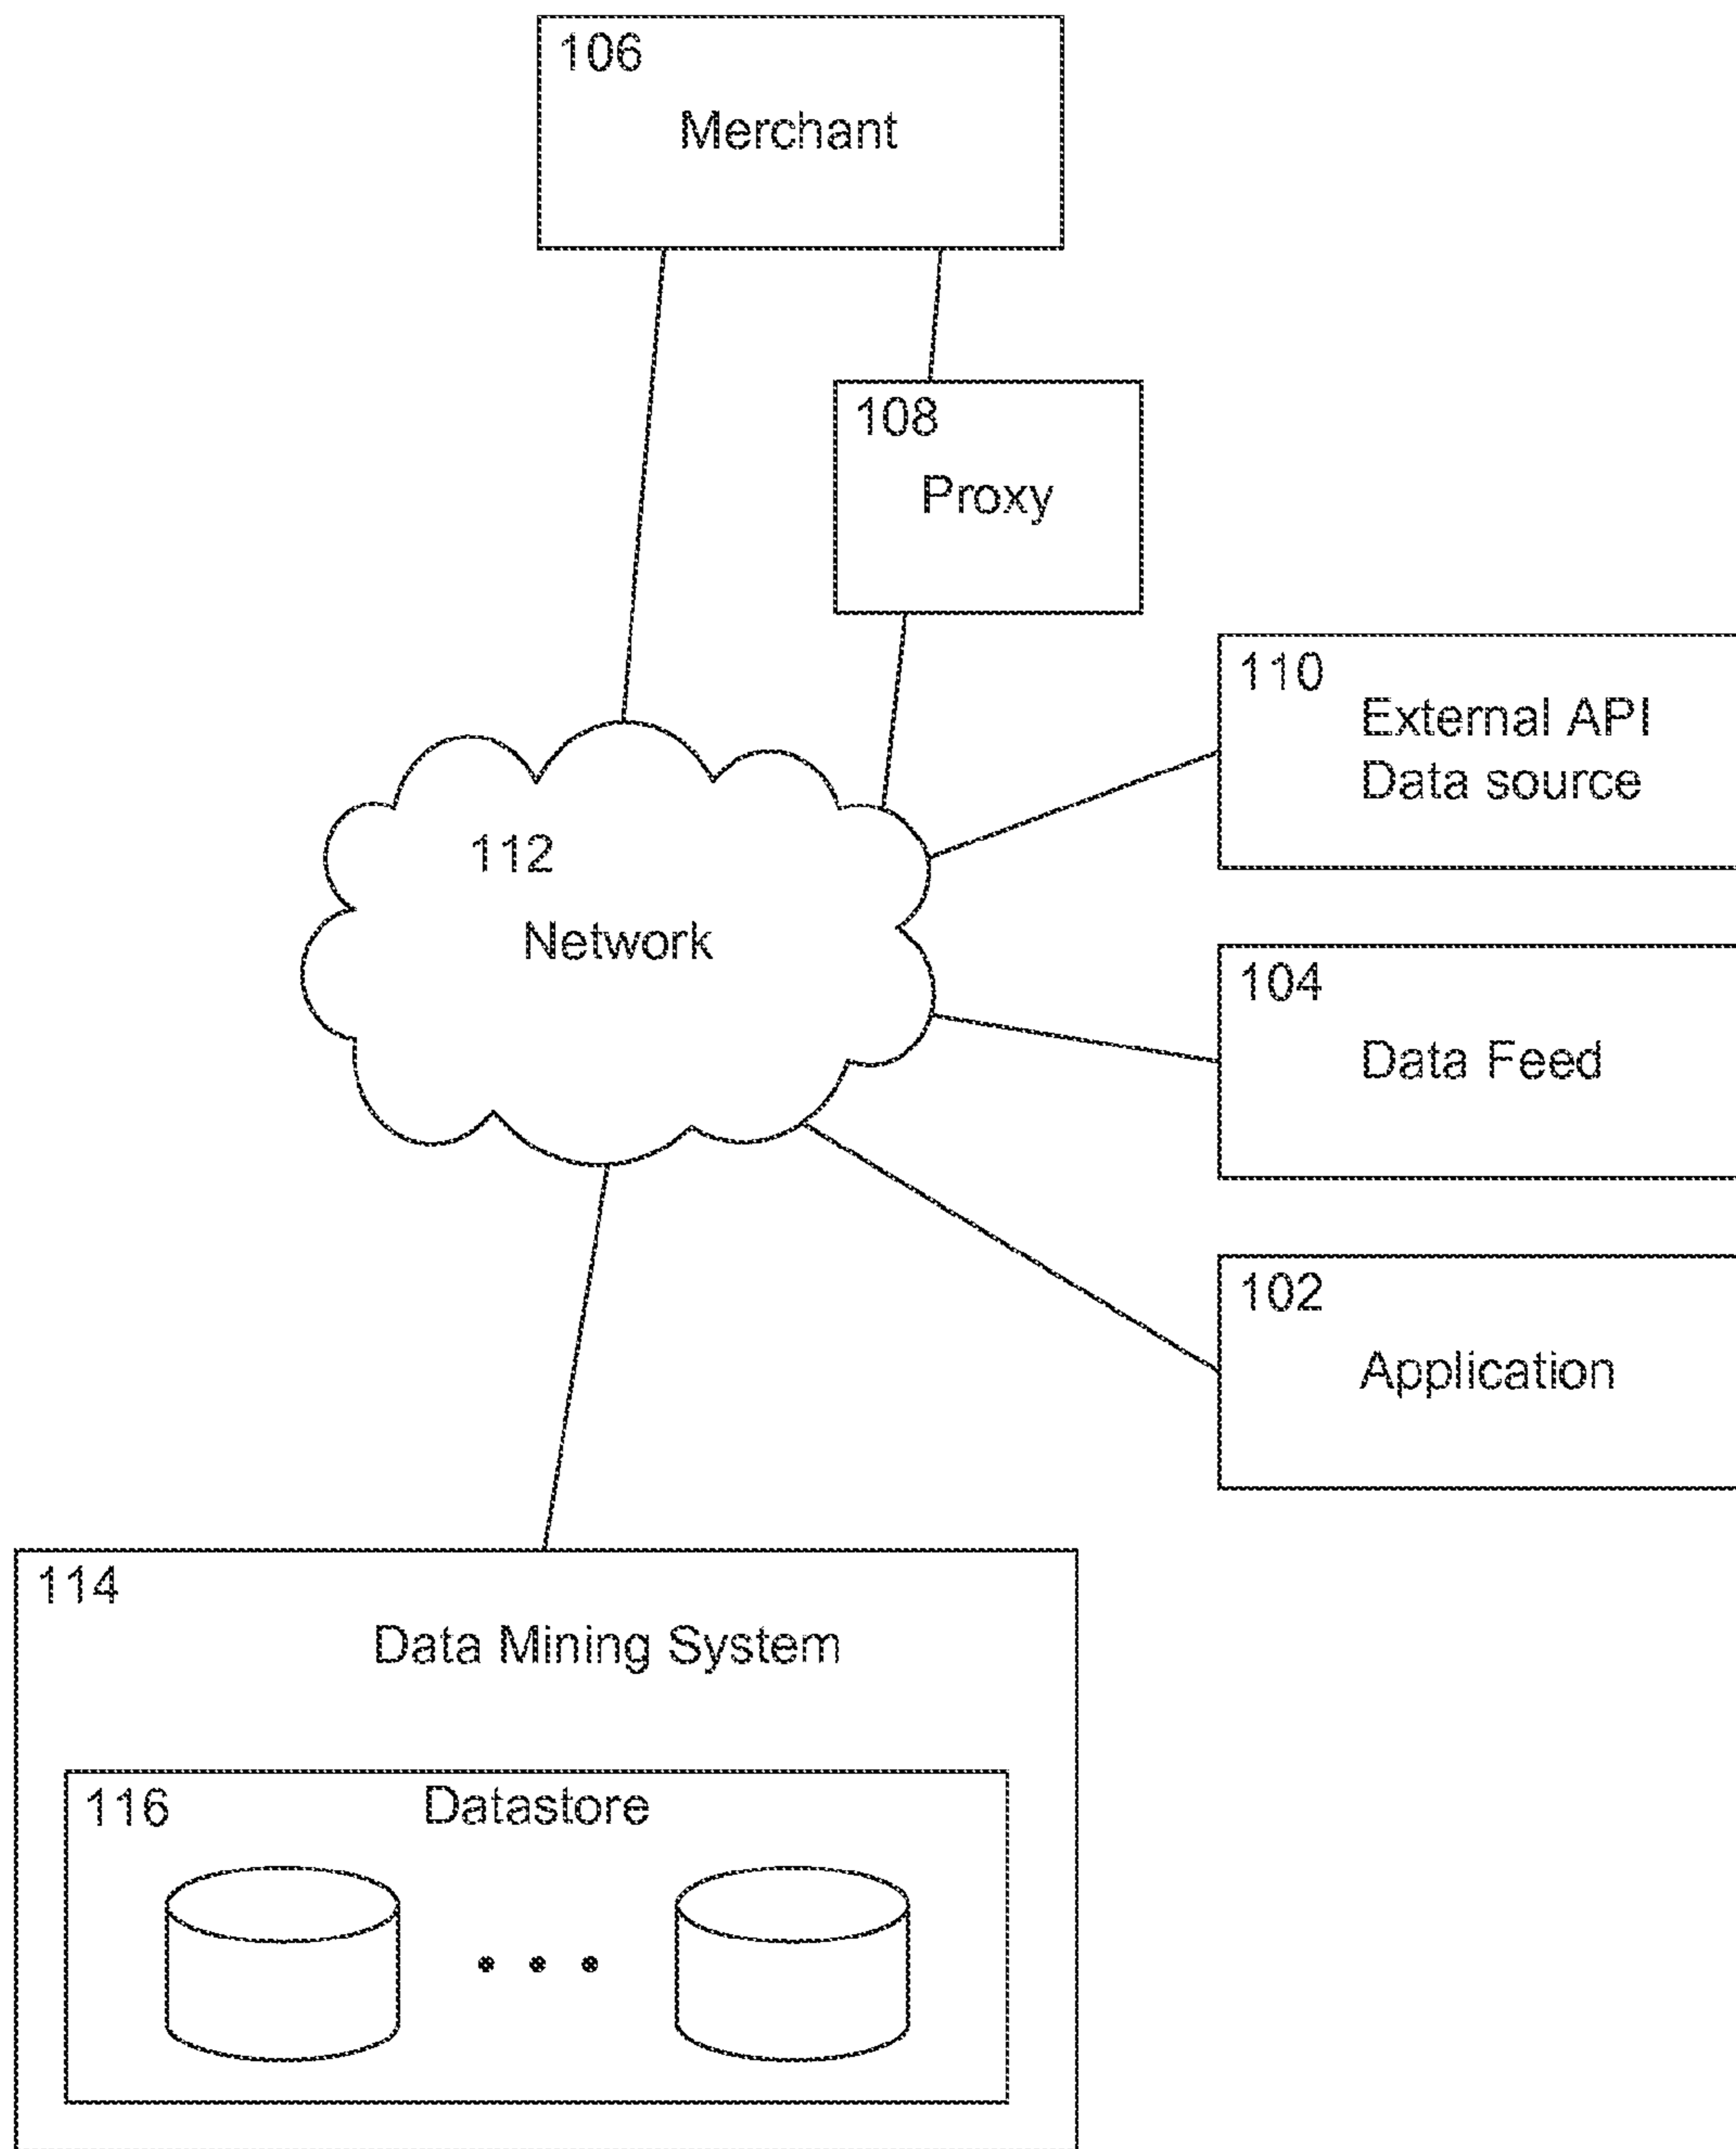 106
Merchant
108
Proxy
110
External API
Data source
112
Network
104
Data Feed
102
Application
114
Data Mining System
116
Datastore